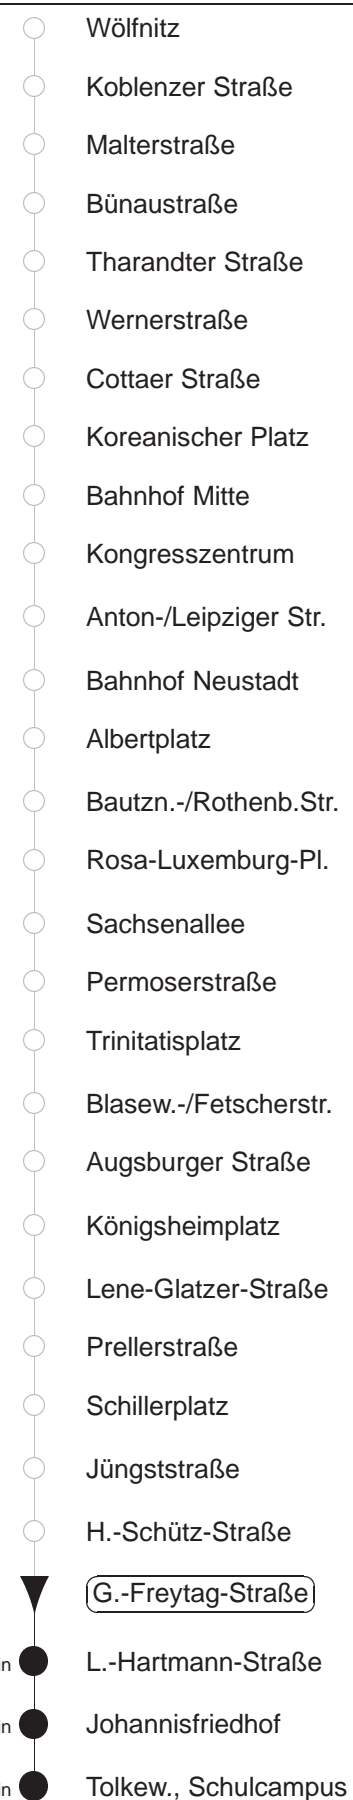 Wölfnitz
Koblenzer Straße
Malterstraße
Bünaustraße
Tharandter Straße
Wernerstraße
Cottaer Straße
Koreanischer Platz
Bahnhof Mitte
Kongresszentrum
Anton-/Leipziger Str.
Bahnhof Neustadt
Albertplatz
Bautzn.-/Rothenb.Str.
Rosa-Luxemburg-Pl.
Sachsenallee
Permoserstraße
Trinitatisplatz
Blasew.-/Fetscherstr.
Augsburger Straße
Königsheimplatz
Lene-Glatzer-Straße
Prellerstraße
Schillerplatz
Jüngststraße
H.-Schütz-Straße
G.-Freytag-Straße
L.-Hartmann-Straße
Johannisfriedhof
Tolkew., Schulcampus